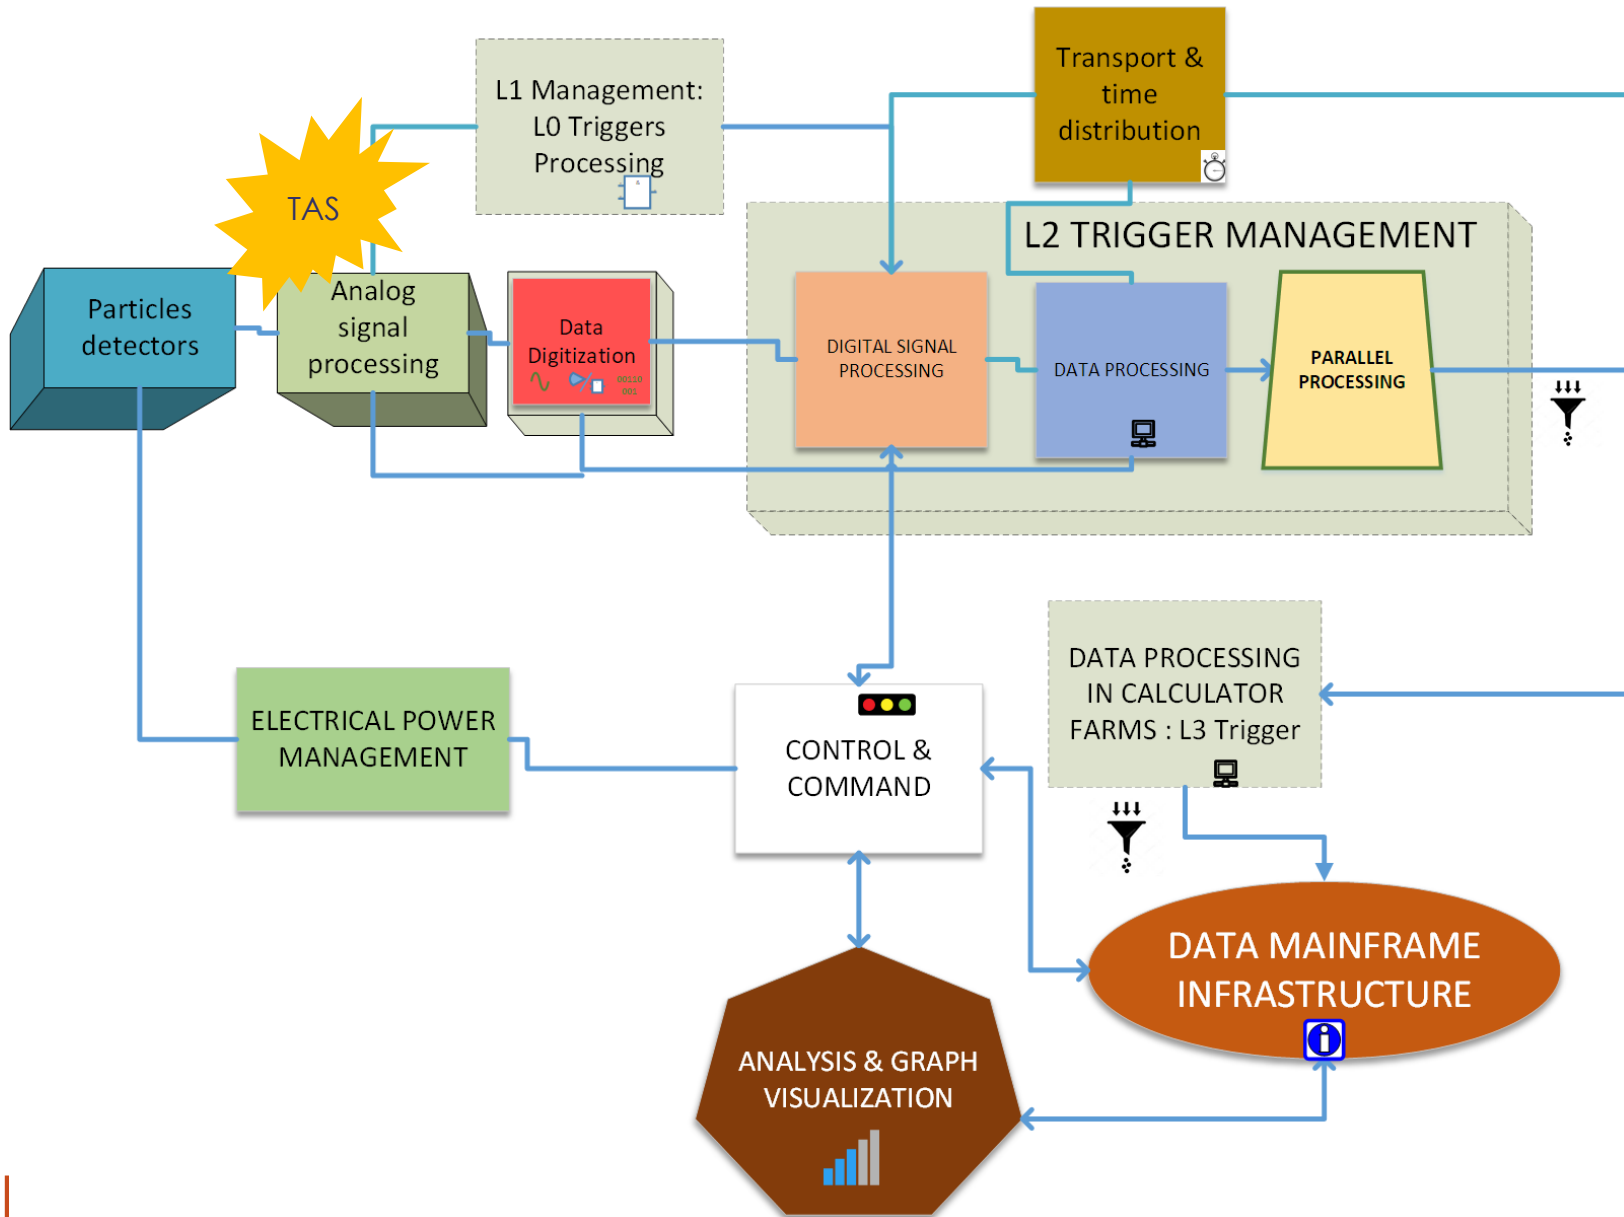 L1 Management:
L0 Triggers
Processing
Transport &
time
distribution
TAS
L2 TRIGGER MANAGEMENT
Particles
detectors
Analog
signal
processing
Data
Digitization
00110
001
DIGITAL SIGNAL
PROCESSING
DATA PROCESSING
PARALLEL
PROCESSING
ELECTRICAL POWER
MANAGEMENT
CONTROL &
COMMAND
DATA PROCESSING
IN CALCULATOR
FARMS : L3 Trigger
DATA MAINFRAME
INFRASTRUCTURE
i
ANALYSIS & GRAPH
VISUALIZATION